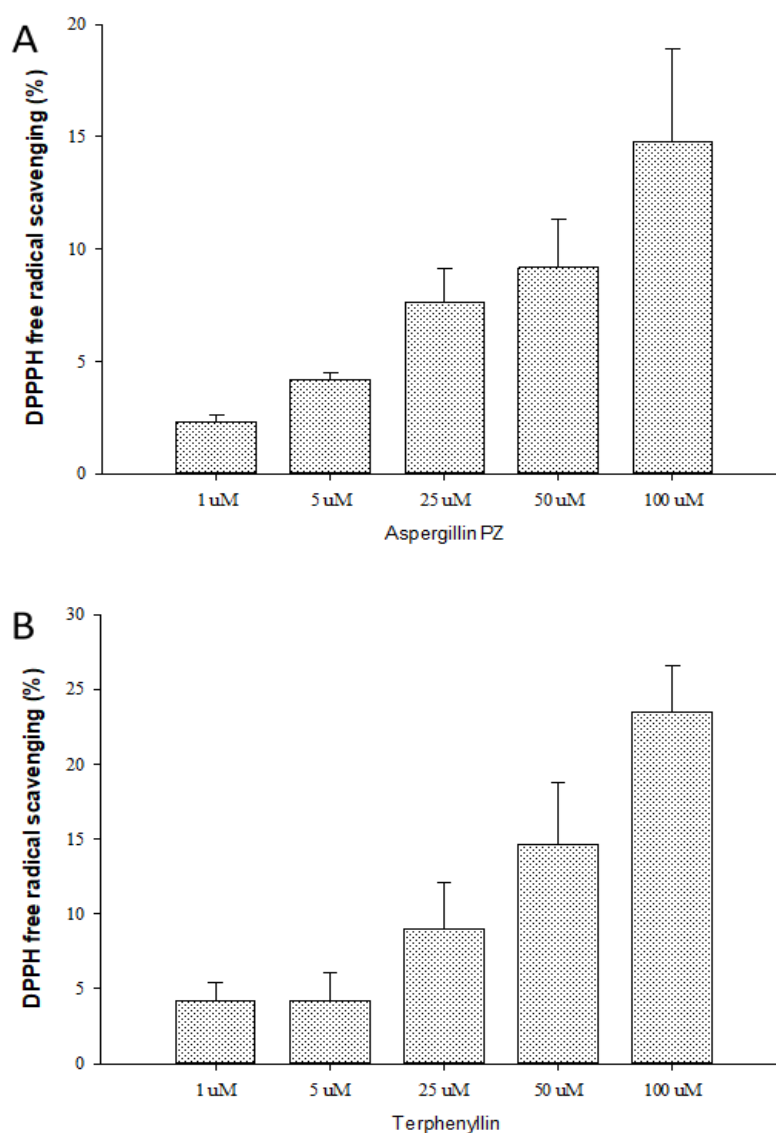 A
DPPPH free radical scavenging (%)
20
15
10
5
0
1 uM 5 uM 25 uM 50 uM 100 uM
Aspergillin PZ
B
DPPH free radical scavenging (%)
30
25
20
15
10
5
0
1 uM 5 uM 25 uM 50 uM 100 uM
Terphenyllin